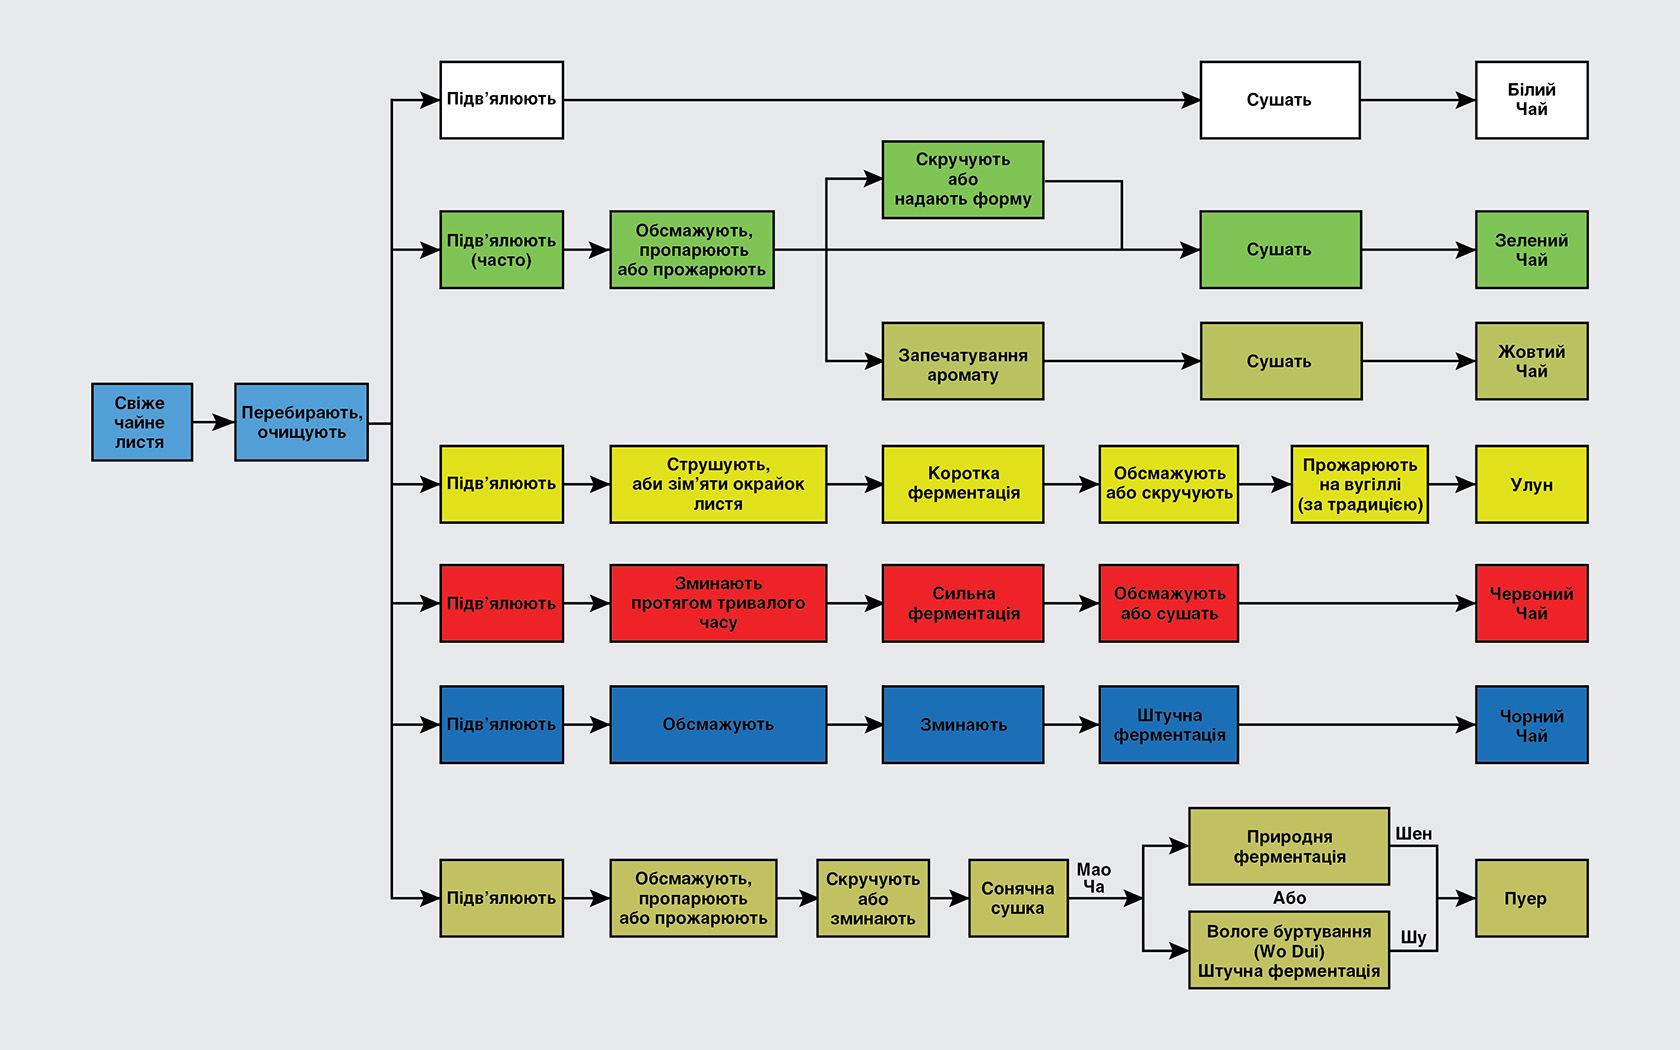 Підв’ялюють
Сушать
Білий
Чай
Скручують
або
надають форму
Підв’ялюють
(часто)
Обсмажують,
пропарюють
або прожарюють
Сушать
Зелений
Чай
Запечатування
аромату
Сушать
Жовтий
Чай
Свіже
чайне
листя
Перебирають,
очищують
Підв’ялюють
Струшують,
аби зім’яти окрайок
листя
Коротка
ферментація
Обсмажують
або скручують
Прожарюють
на вугіллі
(за традицією)
Улун
Підв’ялюють
Зминають
протягом тривалого
часу
Сильна
ферментація
Обсмажують
або сушать
Червоний
Чай
Підв’ялюють
Обсмажують
Зминають
Штучна
ферментація
Чорний
Чай
Підв’ялюють
Обсмажують,
пропарюють
або прожарюють
Скручують
або
зминають
Сонячна
сушка
Мао
Ча
Природня
ферментація
Шен
Або
Вологе буртування
(Wo Dui)
Штучна ферментація
Шу
Пуер